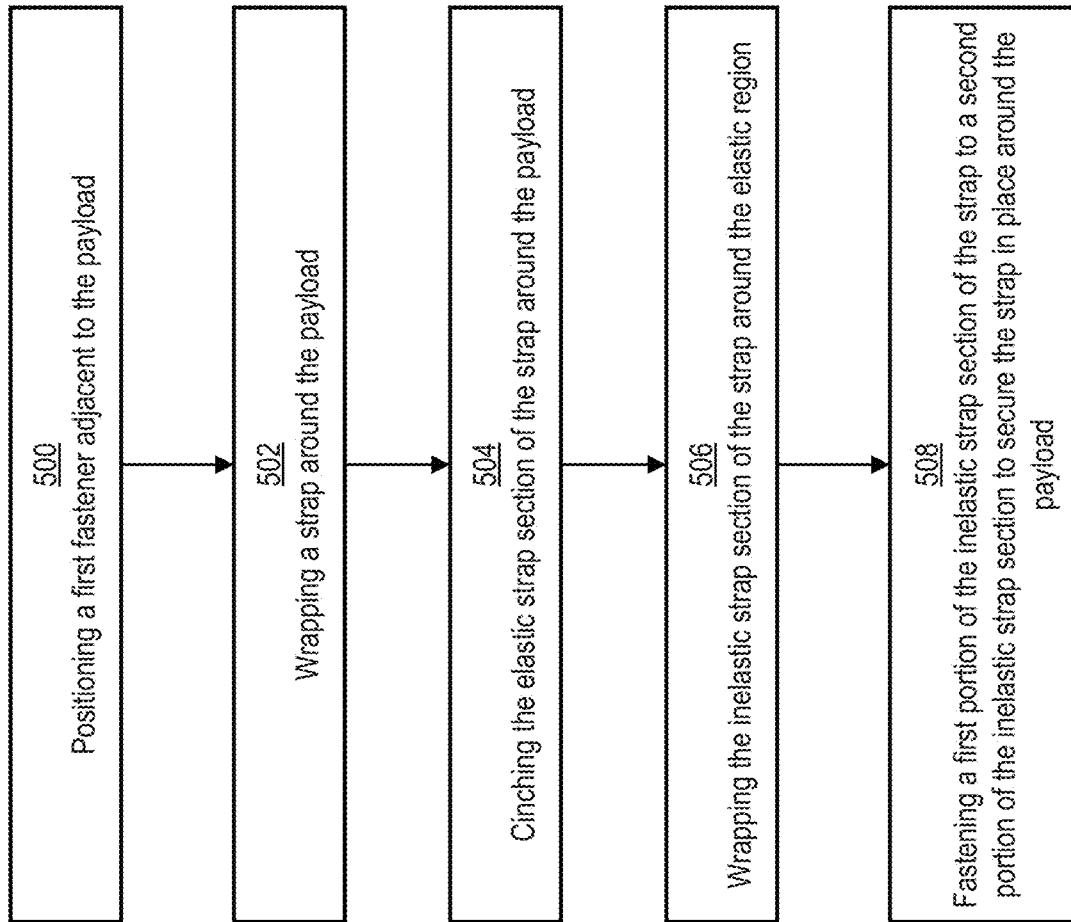 500
Positioning a first fastener adjacent to the payload
502
Wrapping a strap around the payload
504
Cinching the elastic strap section of the strap around the payload
506
Wrapping the inelastic strap section of the strap around the elastic region
508
Fastening a first portion of the inelastic strap section of the strap to a second
portion of the inelastic strap section to secure the strap in place around the
payload